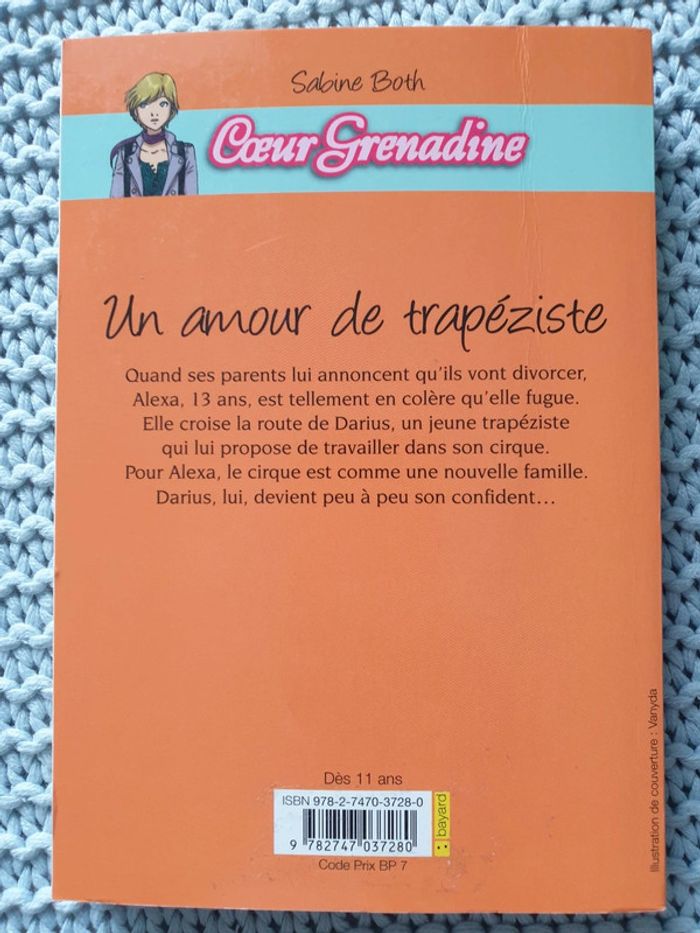 Sabine Both
Cœur Grenadine
Un amour de trapéziste
Quand ses parents lui annoncent qu'ils vont divorcer,
Alexa, 13 ans, est tellement en colère qu'elle fugue.
Elle croise la route de Darius, un jeune trapéziste
qui lui propose de travailler dans son cirque.
Pour Alexa, le cirque est comme une nouvelle famille.
Darius, lui, devient peu à peu son confident…
Illustration de couverture : Vanyda
Dès 11 ans
ISBN 978-2-7470-3728-0
bayard
9 782747 037280
Code Prix BP 7